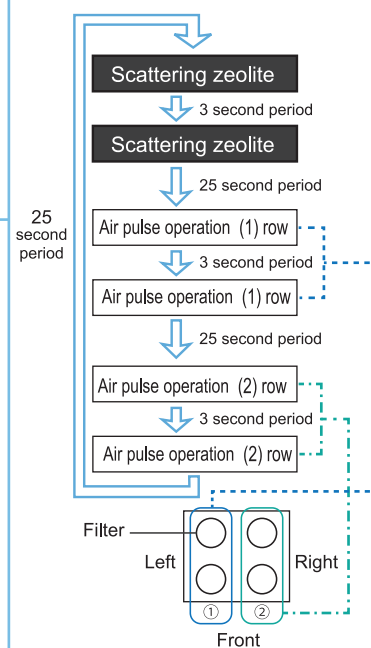 Scattering zeolite
3 second period
Scattering zeolite
25 second period
25
second
period
Air pulse operation (1) row
3 second period
Air pulse operation (1) row
25 second period
Air pulse operation (2) row
3 second period
Air pulse operation (2) row
Filter
Left
Right
① ②
Front